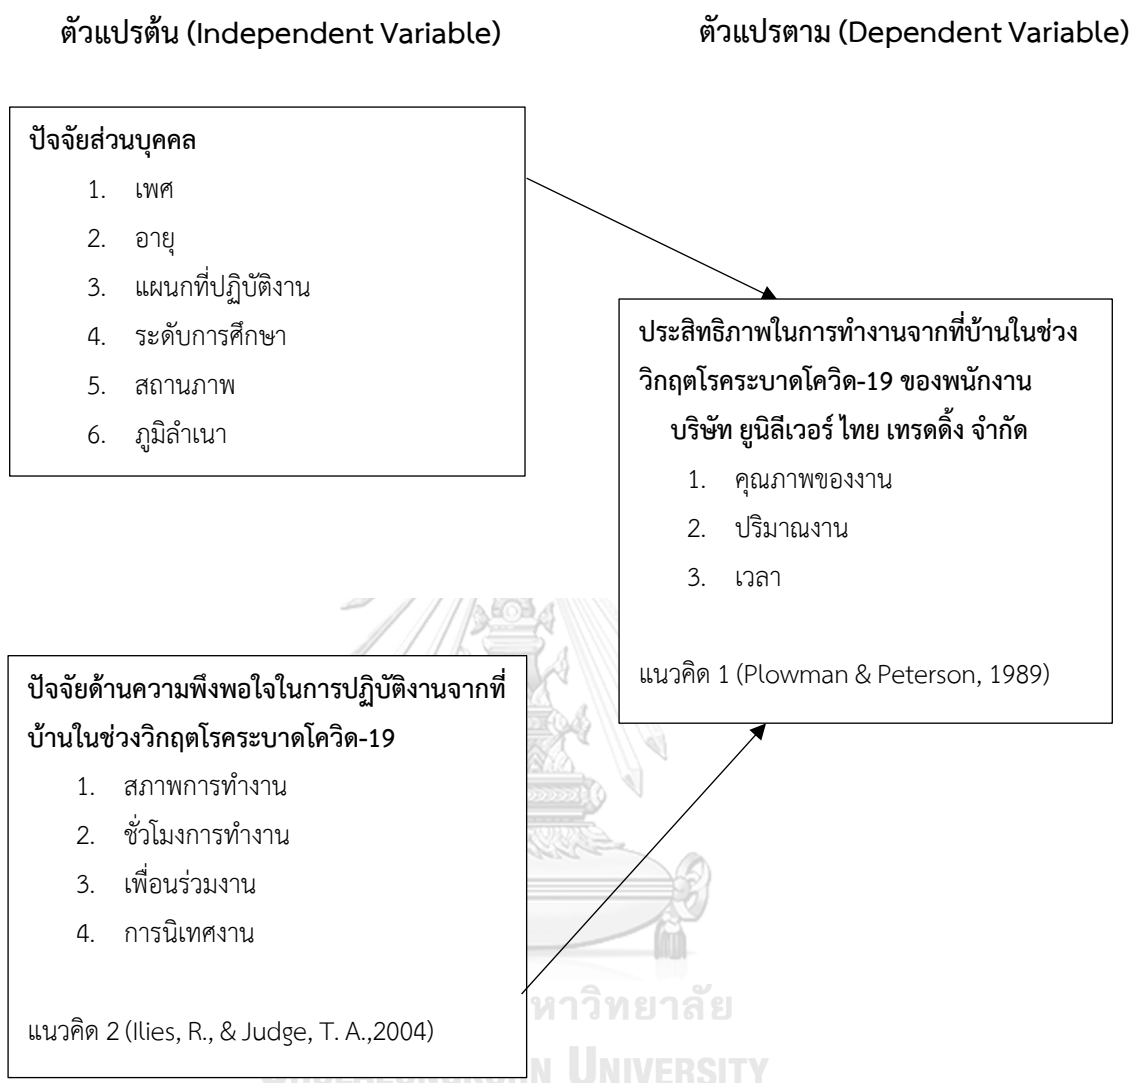 ตัวแปรต้น (Independent Variable)
ตัวแปรตาม (Dependent Variable)
ปัจจัยส่วนบุคคล
1. เพศ
2. อายุ
3. แผนกที่ปฏิบัติงาน
4. ระดับการศึกษา
5. สถานภาพ
6. ภูมิลำเนา
ประสิทธิภาพในการทำงานจากที่บ้านในช่วง
วิกฤตโรคระบาดโควิด-19 ของพนักงาน
บริษัท ยูนิลีเวอร์ ไทย เทรดดิ้ง จำกัด
1. คุณภาพของงาน
2. ปริมาณงาน
3. เวลา
แนวคิด 1 (Plowman & Peterson, 1989)
ปัจจัยด้านความพึงพอใจในการปฏิบัติงานจากที่
บ้านในช่วงวิกฤตโรคระบาดโควิด-19
1. สภาพการทำงาน
2. ชั่วโมงการทำงาน
3. เพื่อนร่วมงาน
4. การนิเทศงาน
แนวคิด 2 (Ilies, R., & Judge, T. A.,2004)
หาวิทยาลัย
UNIVERSITY